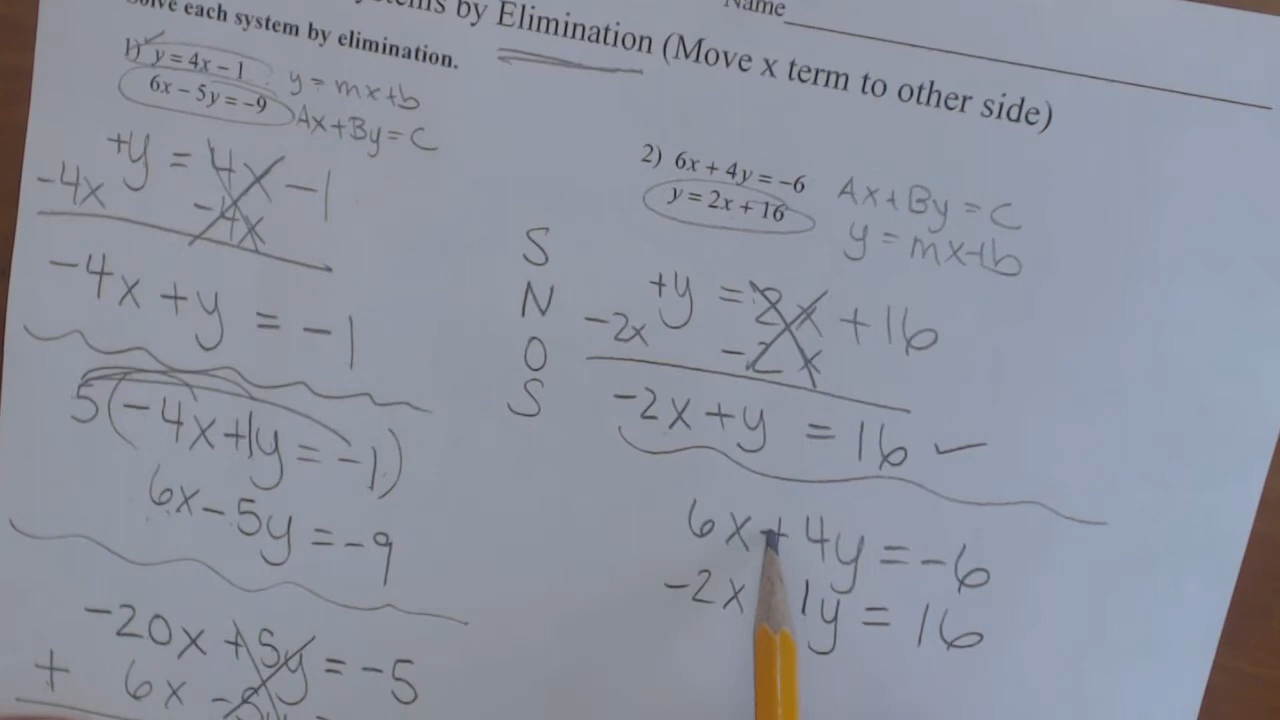 by Elimination (Move x term to other side)
Name
Solve each system by elimination.
1) y = 4x - 1
6x - 5y = -9
y = mx+b
Ax+By = C
+y = 4x - 1
-4x -4x
-4x + y = -1
5(-4x+1y = -1)
6x - 5y = -9
-20x + 5y = -5
+ 6x
S
N
O
S
2) 6x + 4y = -6
y = 2x + 16
Ax+By = C
y = mx+b
+y = 2x + 16
-2x -2x
-2x + y = 16
6x + 4y = -6
-2x 1y = 16